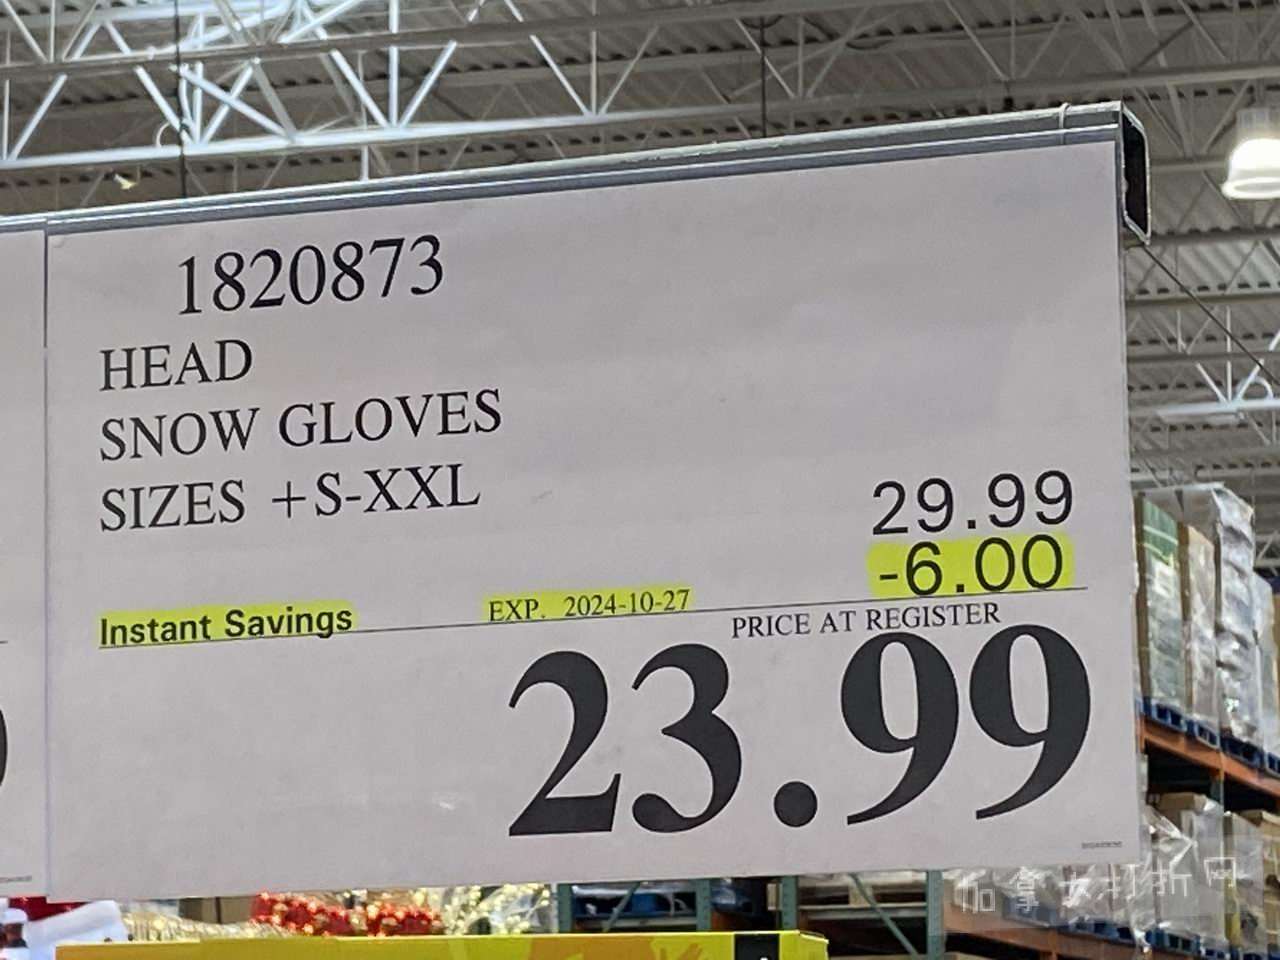 1820873
HEAD
SNOW GLOVES
SIZES +S-XXL
29.99
-6.00
Instant Savings EXP. 2024-10-27
PRICE AT REGISTER
23.99
加拿大打折网